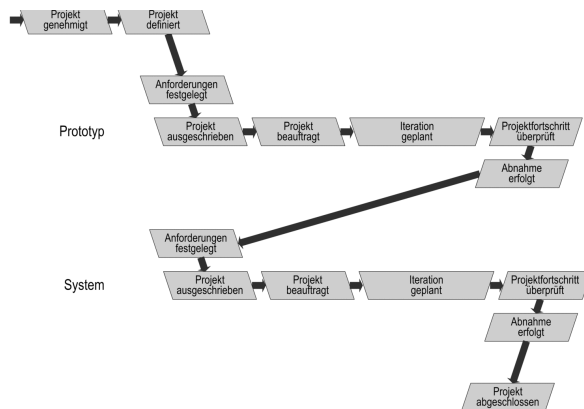 Projekt
genehmigt
Projekt
definiert
Anforderungen
festgelegt
Prototyp
Projekt
ausgeschrieben
Projekt
beauftragt
Iteration
geplant
Projektfortschritt
überprüft
Abnahme
erfolgt
Anforderungen
festgelegt
System
Projekt
ausgeschrieben
Projekt
beauftragt
Iteration
geplant
Projektfortschritt
überprüft
Abnahme
erfolgt
Projekt
abgeschlossen